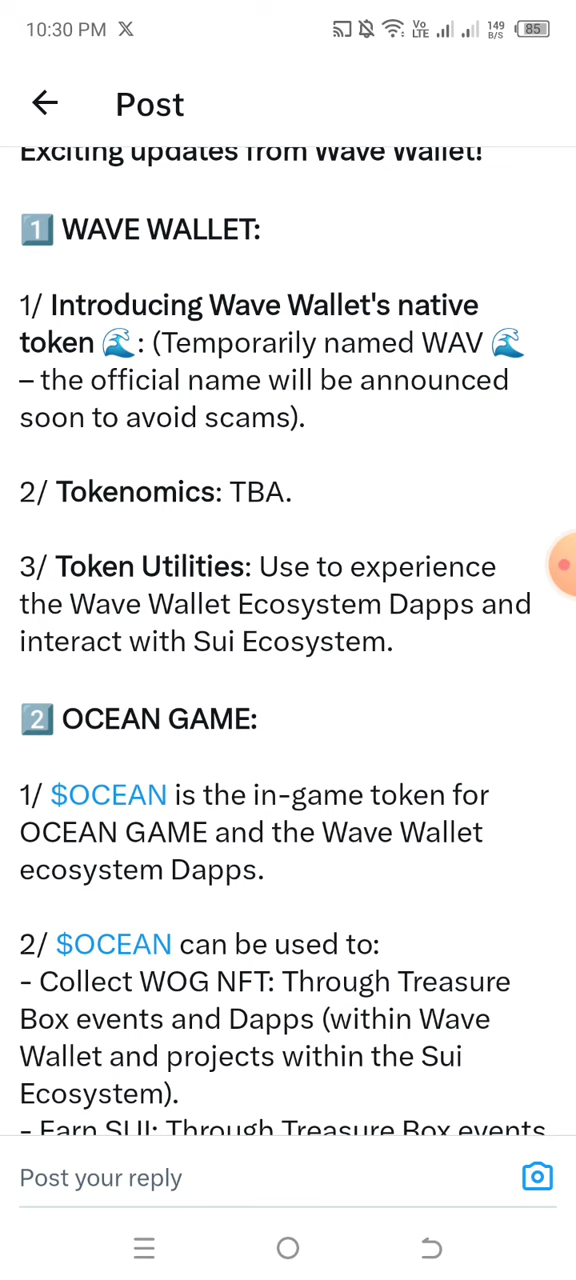 10:30 PM X Vo LTE 149 B/S 85
Post
Exciting updates from Wave Wallet!
1 WAVE WALLET:
1/ Introducing Wave Wallet's native
token 🌊: (Temporarily named WAV 🌊
– the official name will be announced
soon to avoid scams).
2/ Tokenomics: TBA.
3/ Token Utilities: Use to experience
the Wave Wallet Ecosystem Dapps and
interact with Sui Ecosystem.
2 OCEAN GAME:
1/ $OCEAN is the in-game token for
OCEAN GAME and the Wave Wallet
ecosystem Dapps.
2/ $OCEAN can be used to:
- Collect WOG NFT: Through Treasure
Box events and Dapps (within Wave
Wallet and projects within the Sui
Ecosystem).
- Earn SUI: Through Treasure Box events
Post your reply